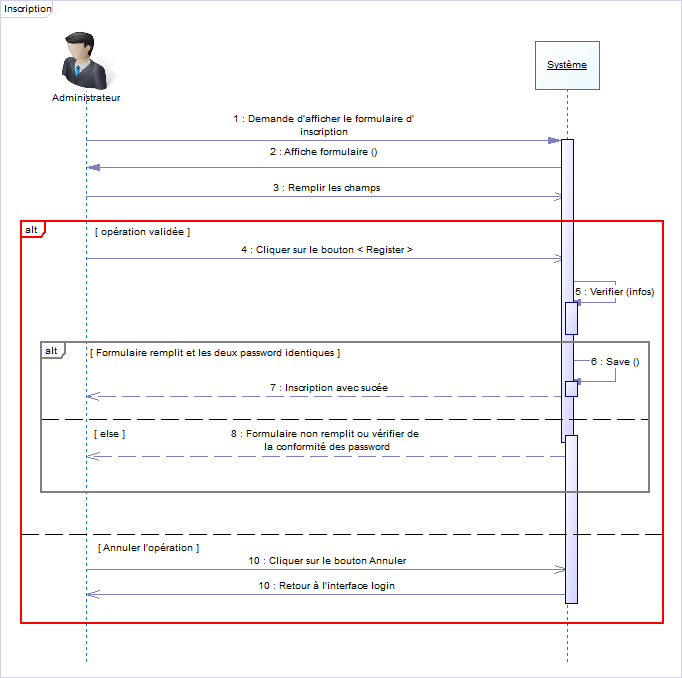 Inscription
Administrateur
Système
1 : Demande d'afficher le formulaire d'
inscription
2 : Affiche formulaire ()
3 : Remplir les champs
alt
[ opération validée ]
4 : Cliquer sur le bouton < Register >
5 : Verifier (infos)
alt
[ Formulaire remplit et les deux password identiques ]
6 : Save ()
7 : Inscription avec sucée
[ else ]
8 : Formulaire non remplit ou vérifier de
la conformité des password
[ Annuler l'opération ]
10 : Cliquer sur le bouton Annuler
10 : Retour à l'interface login